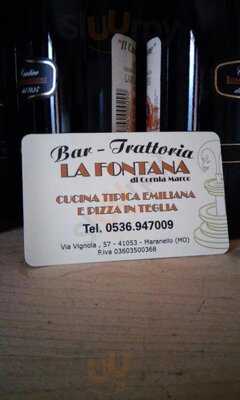 Bar - Trattoria
LA FONTANA
di Cornia Marco
CUCINA TIPICA EMILIANA
E PIZZA IN TEGLIA
Tel. 0536.947009
Via Vignola , 57 - 41053 - Maranello (MO)
P.iva 03603500368